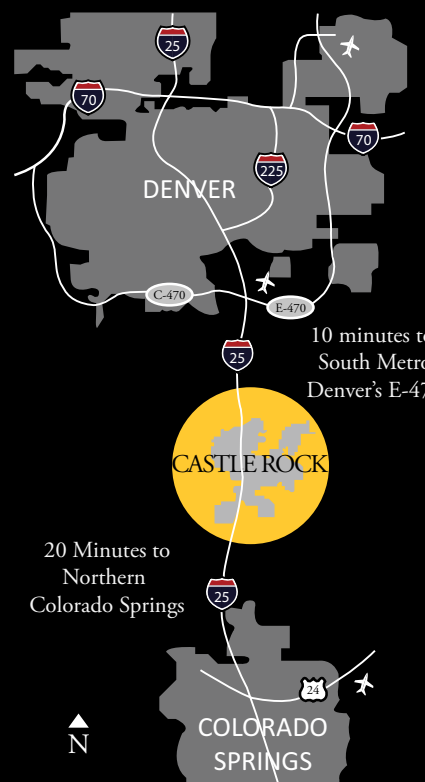 25
70
70
225
DENVER
C-470
E-470
25
10 minutes to
South Metro
Denver's E-47
CASTLE ROCK
20 Minutes to
Northern
Colorado Springs
25
24
N
COLORADO
SPRINGS